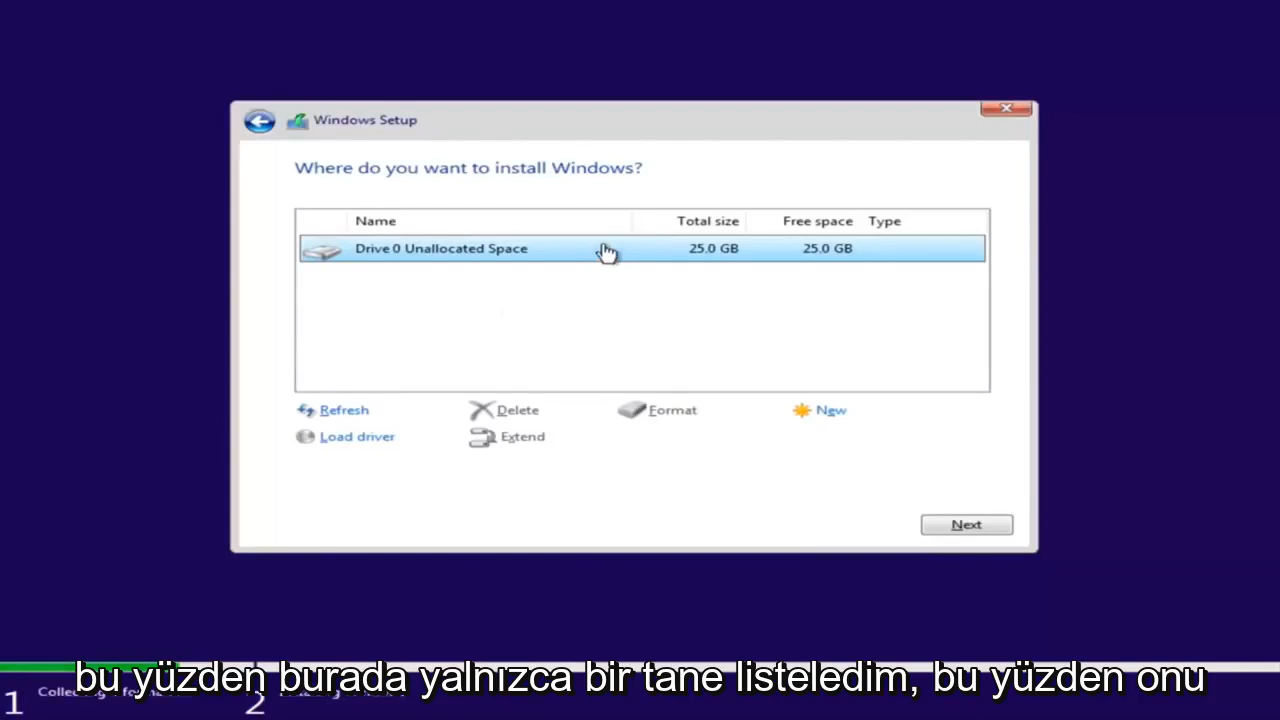 Windows Setup
Where do you want to install Windows?
Name Total size Free space Type
Drive 0 Unallocated Space 25.0 GB 25.0 GB
Refresh Delete Format New
Load driver Extend
Next
bu yüzden burada yalnızca bir tane listeledim, bu yüzden onu
1 2